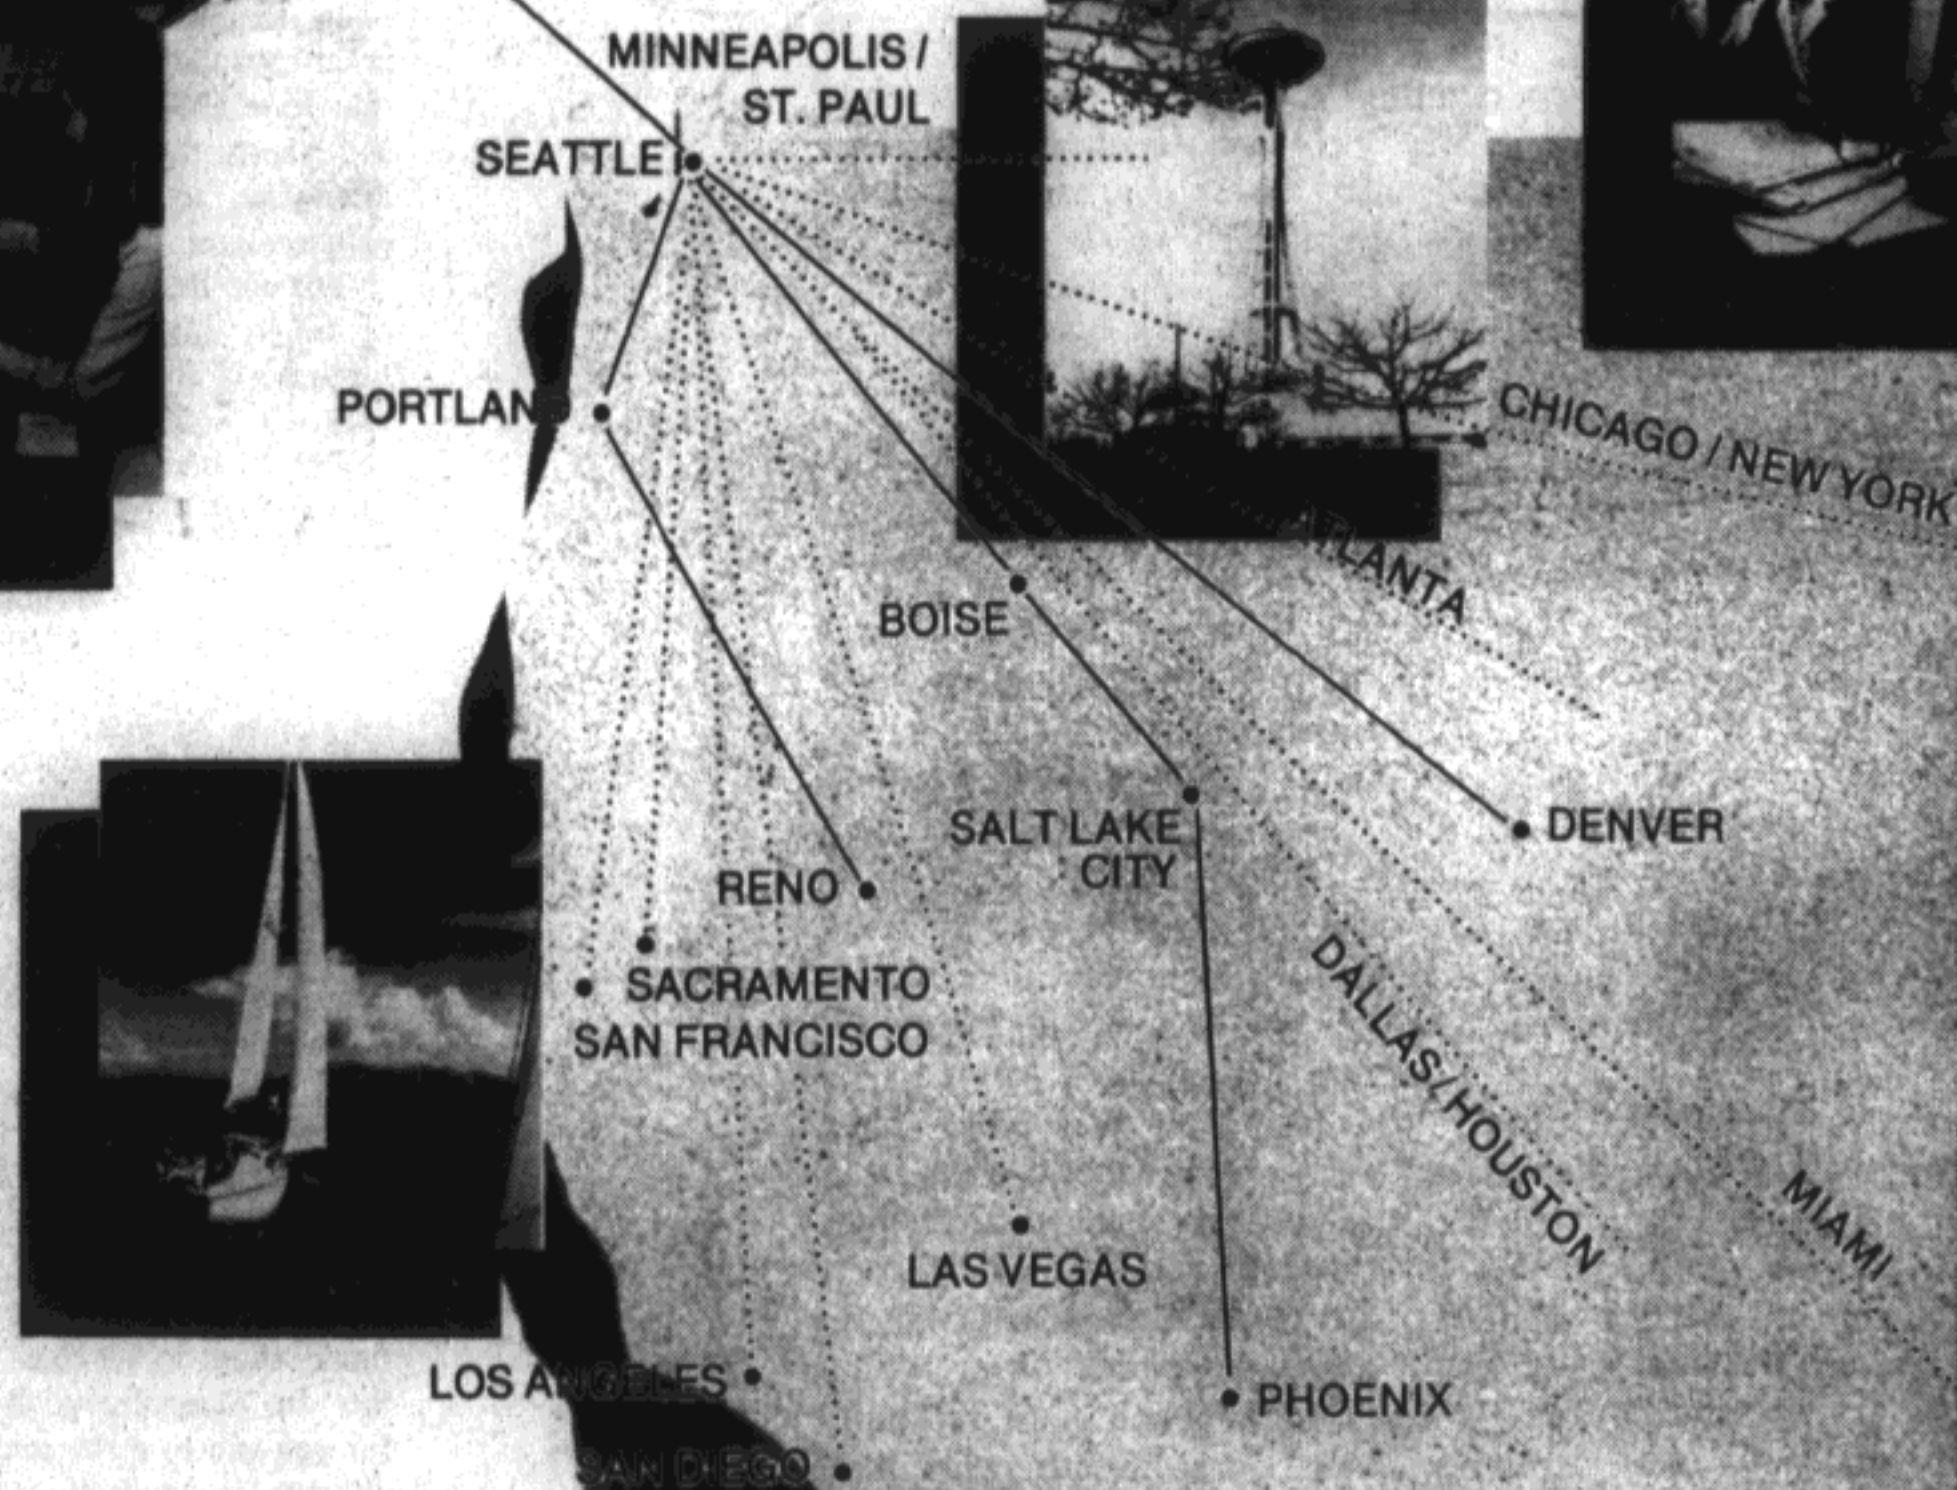 MINNEAPOLIS /
ST. PAUL
SEATTLE
PORTLAND
CHICAGO / NEW YORK
ATLANTA
BOISE
SALT LAKE
CITY
DENVER
RENO
SACRAMENTO
SAN FRANCISCO
DALLAS / HOUSTON
MIAMI
LAS VEGAS
LOS ANGELES
PHOENIX
SAN DIEGO